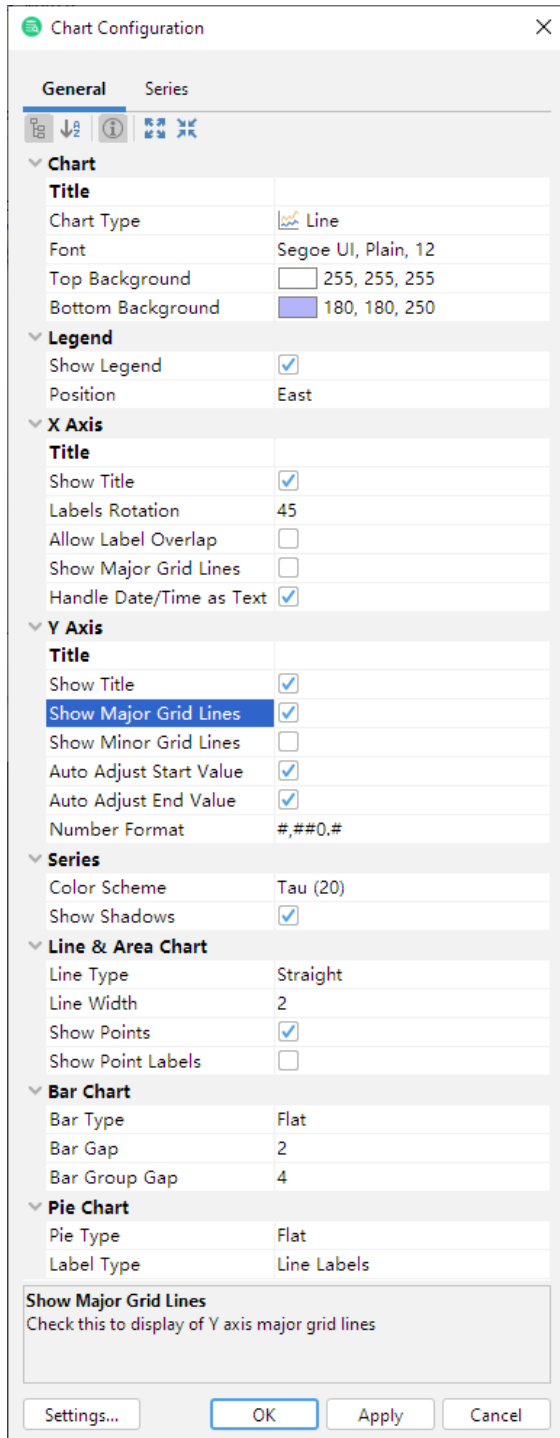 Chart Configuration
General Series
Chart
Title
Chart Type Line
Font Segoe UI, Plain, 12
Top Background 255, 255, 255
Bottom Background 180, 180, 250
Legend
Show Legend
Position East
X Axis
Title
Show Title
Labels Rotation 45
Allow Label Overlap
Show Major Grid Lines
Handle Date/Time as Text
Y Axis
Title
Show Title
Show Major Grid Lines
Show Minor Grid Lines
Auto Adjust Start Value
Auto Adjust End Value
Number Format #,##0.#
Series
Color Scheme Tau (20)
Show Shadows
Line & Area Chart
Line Type Straight
Line Width 2
Show Points
Show Point Labels
Bar Chart
Bar Type Flat
Bar Gap 2
Bar Group Gap 4
Pie Chart
Pie Type Flat
Label Type Line Labels
Show Major Grid Lines
Check this to display of Y axis major grid lines
Settings... OK Apply Cancel